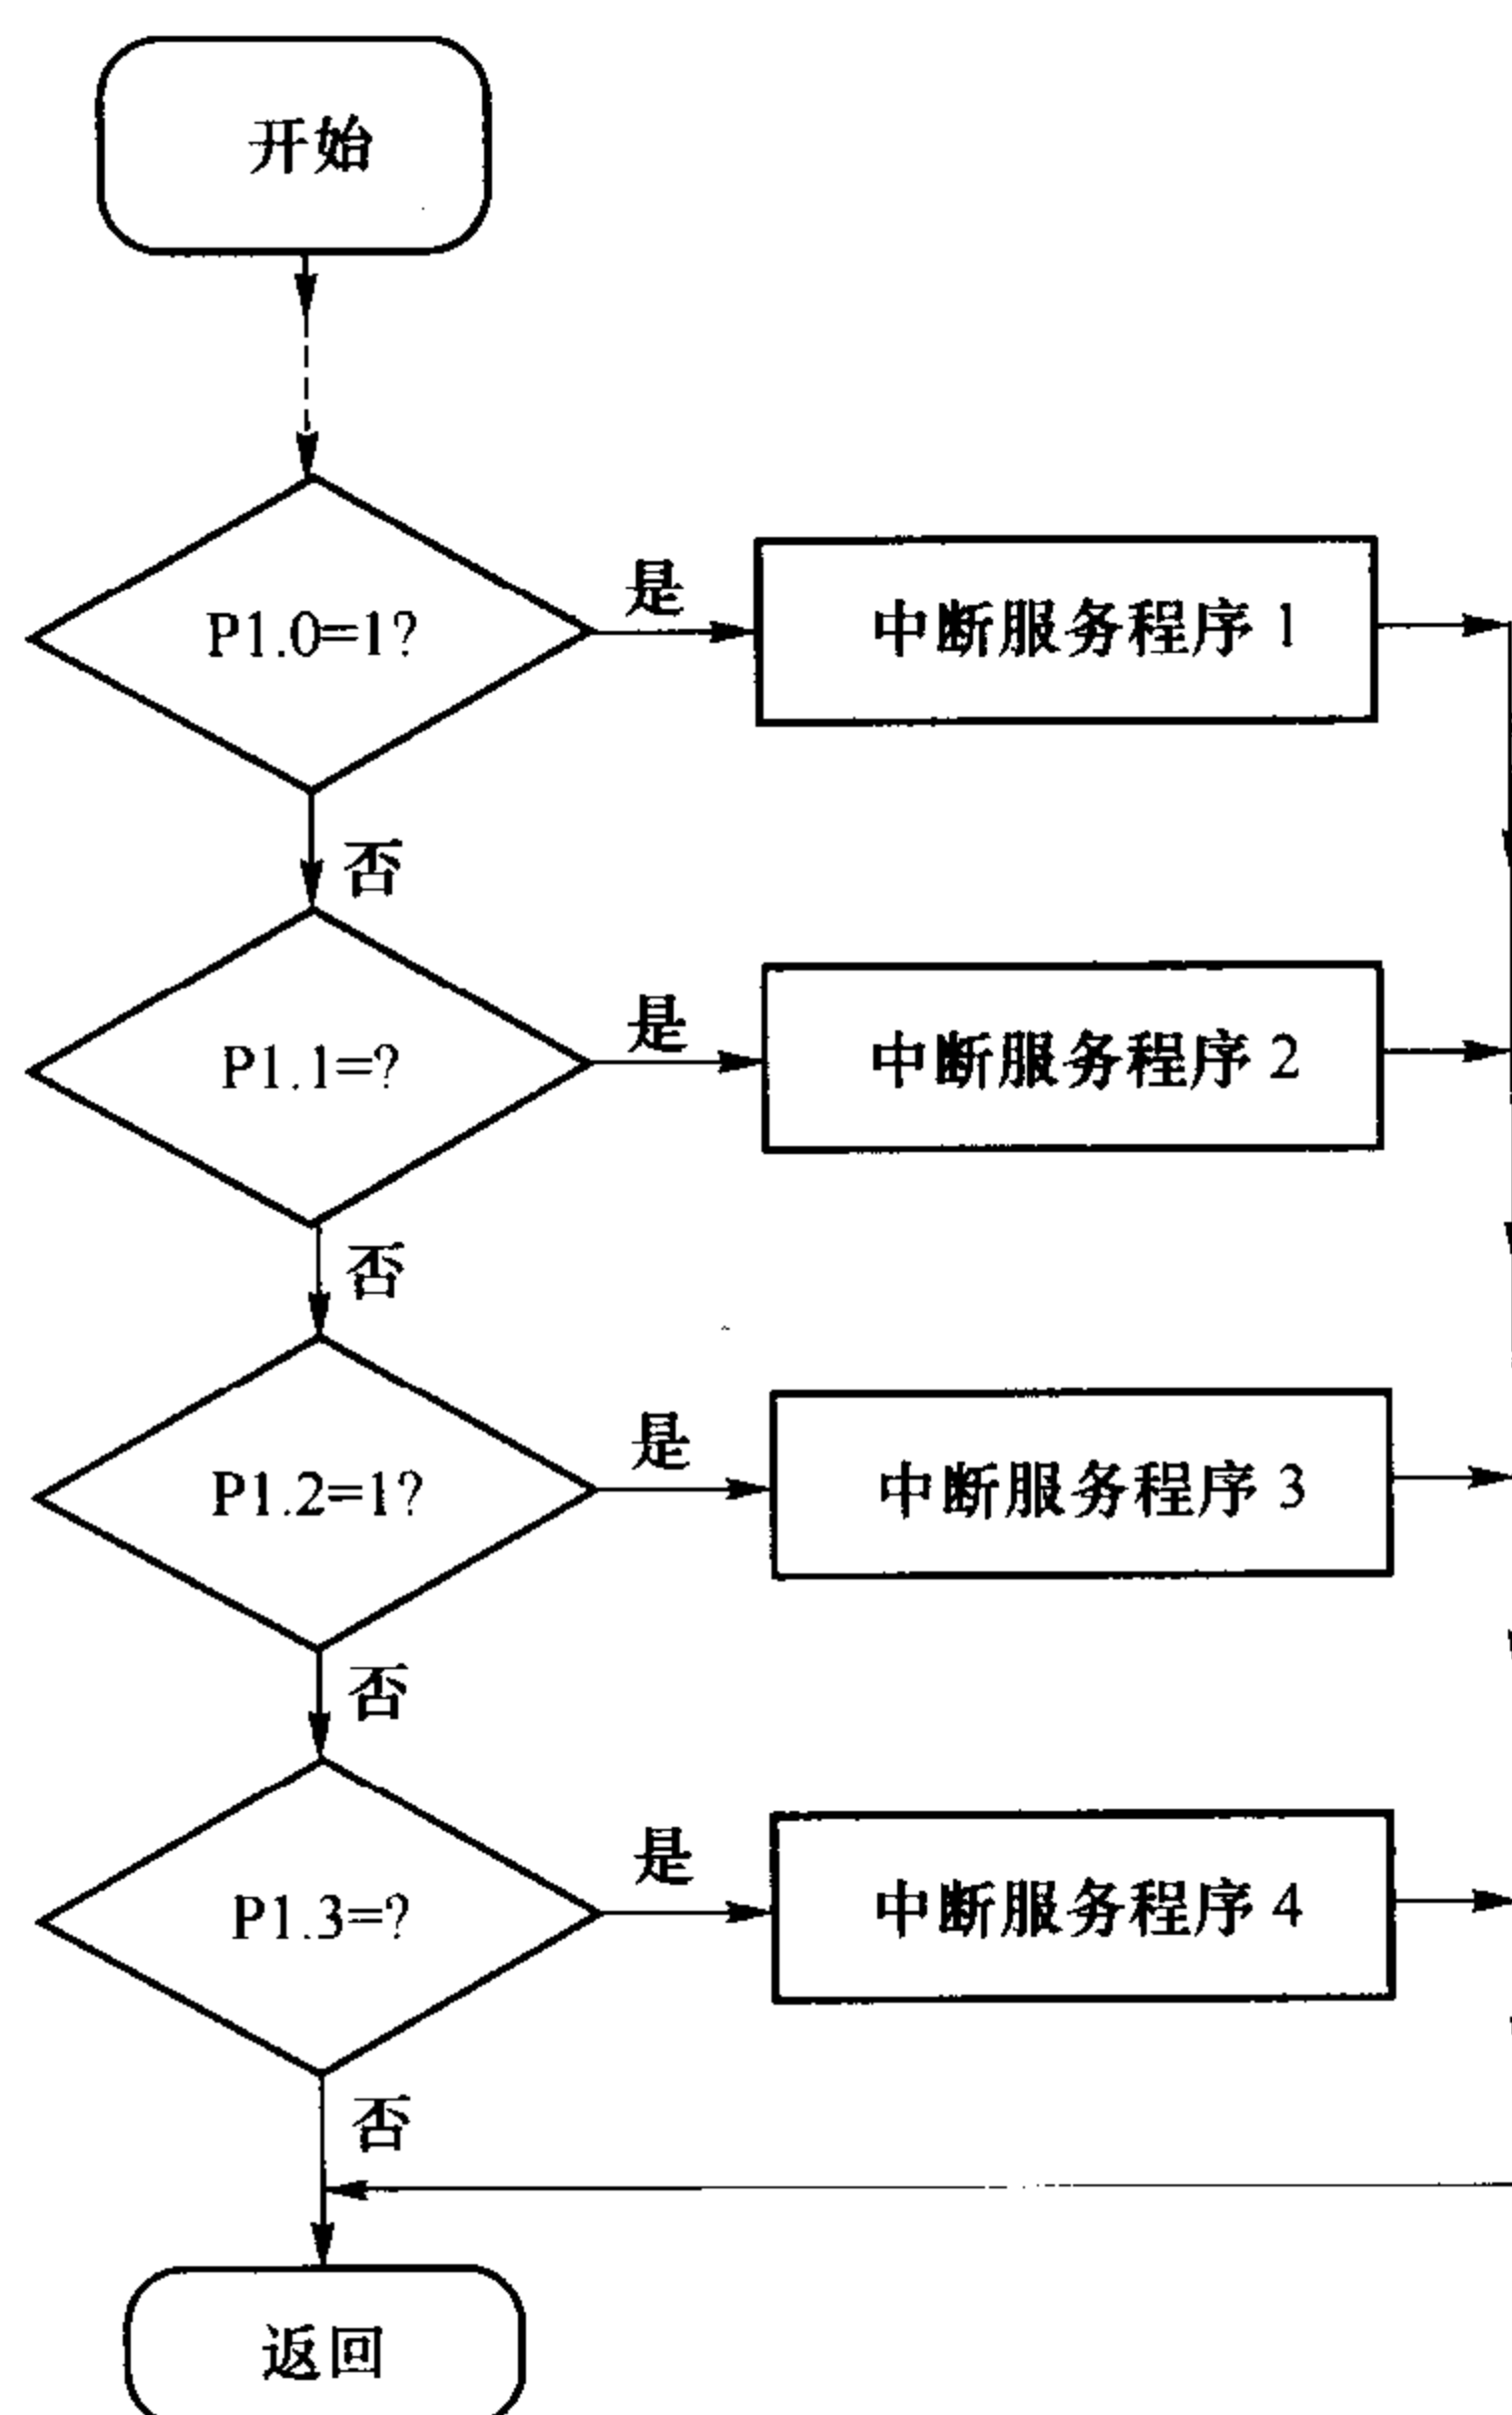 开始
P1.0=1?
是
中断服务程序 1
否
P1.1=?
是
中断服务程序 2
否
P1.2=1?
是
中断服务程序 3
否
P1.3=?
是
中断服务程序 4
否
返回